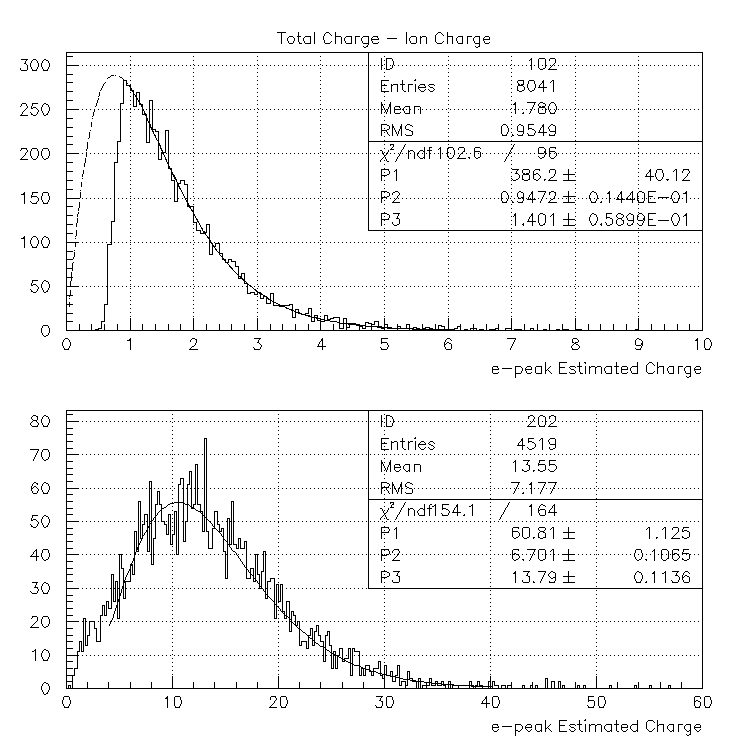 Total Charge - Ion Charge
300
250
200
150
100
50
0
ID 102
Entries 8041
Mean 1.780
RMS 0.9549
χ²/ndf 102.6 / 96
P1 386.2 ± 40.12
P2 0.9472 ± 0.1440E-01
P3 1.401 ± 0.5899E-01
0 1 2 3 4 5 6 7 8 9 10
e-peak Estimated Charge
80
70
60
50
40
30
20
10
0
ID 202
Entries 4519
Mean 13.55
RMS 7.177
χ²/ndf 154.1 / 164
P1 60.81 ± 1.125
P2 6.701 ± 0.1065
P3 13.79 ± 0.1136
0 10 20 30 40 50 60
e-peak Estimated Charge